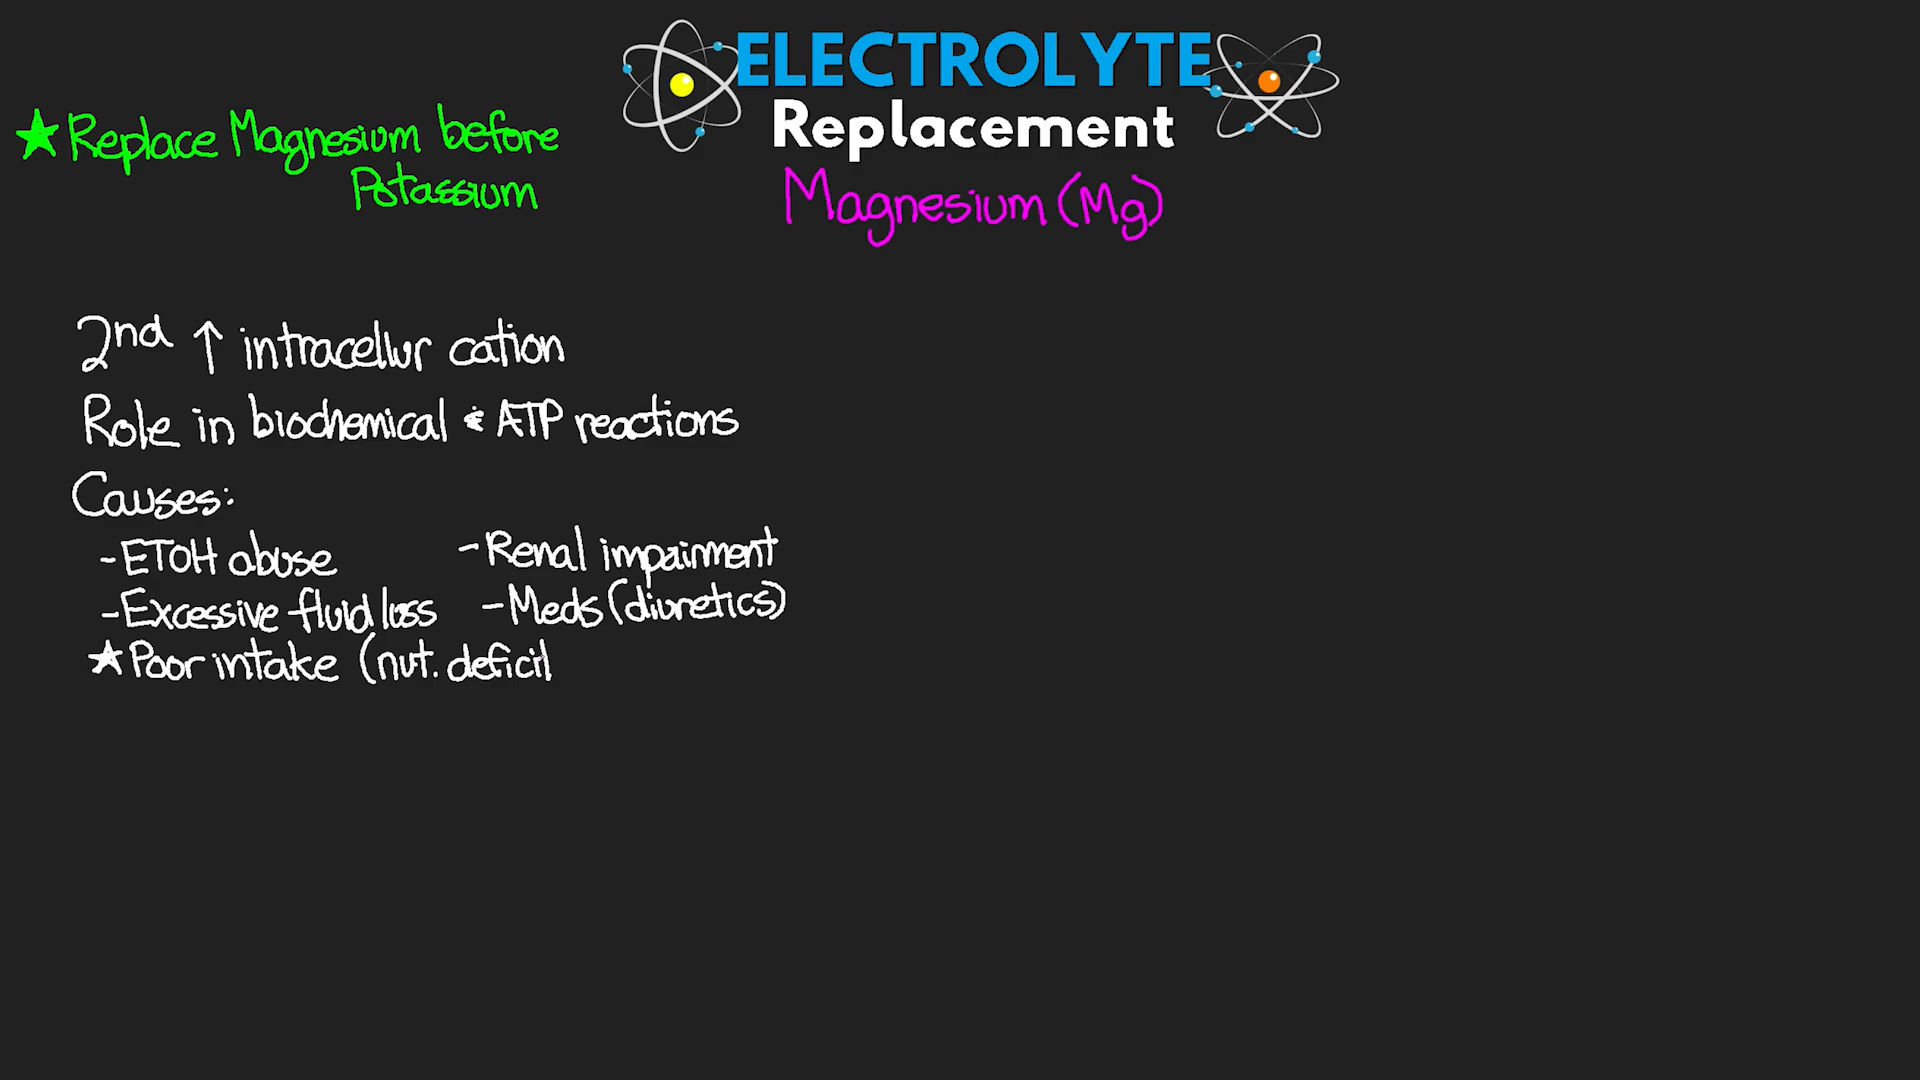 ELECTROLYTE
Replacement
Magnesium (Mg)
★ Replace Magnesium before
Potassium
2nd ↑ intracellur cation
Role in biochemical & ATP reactions
Causes:
- ETOH abuse
- Renal impairment
- Excessive fluid loss
- Meds (diuretics)
★ Poor intake (nut. defici